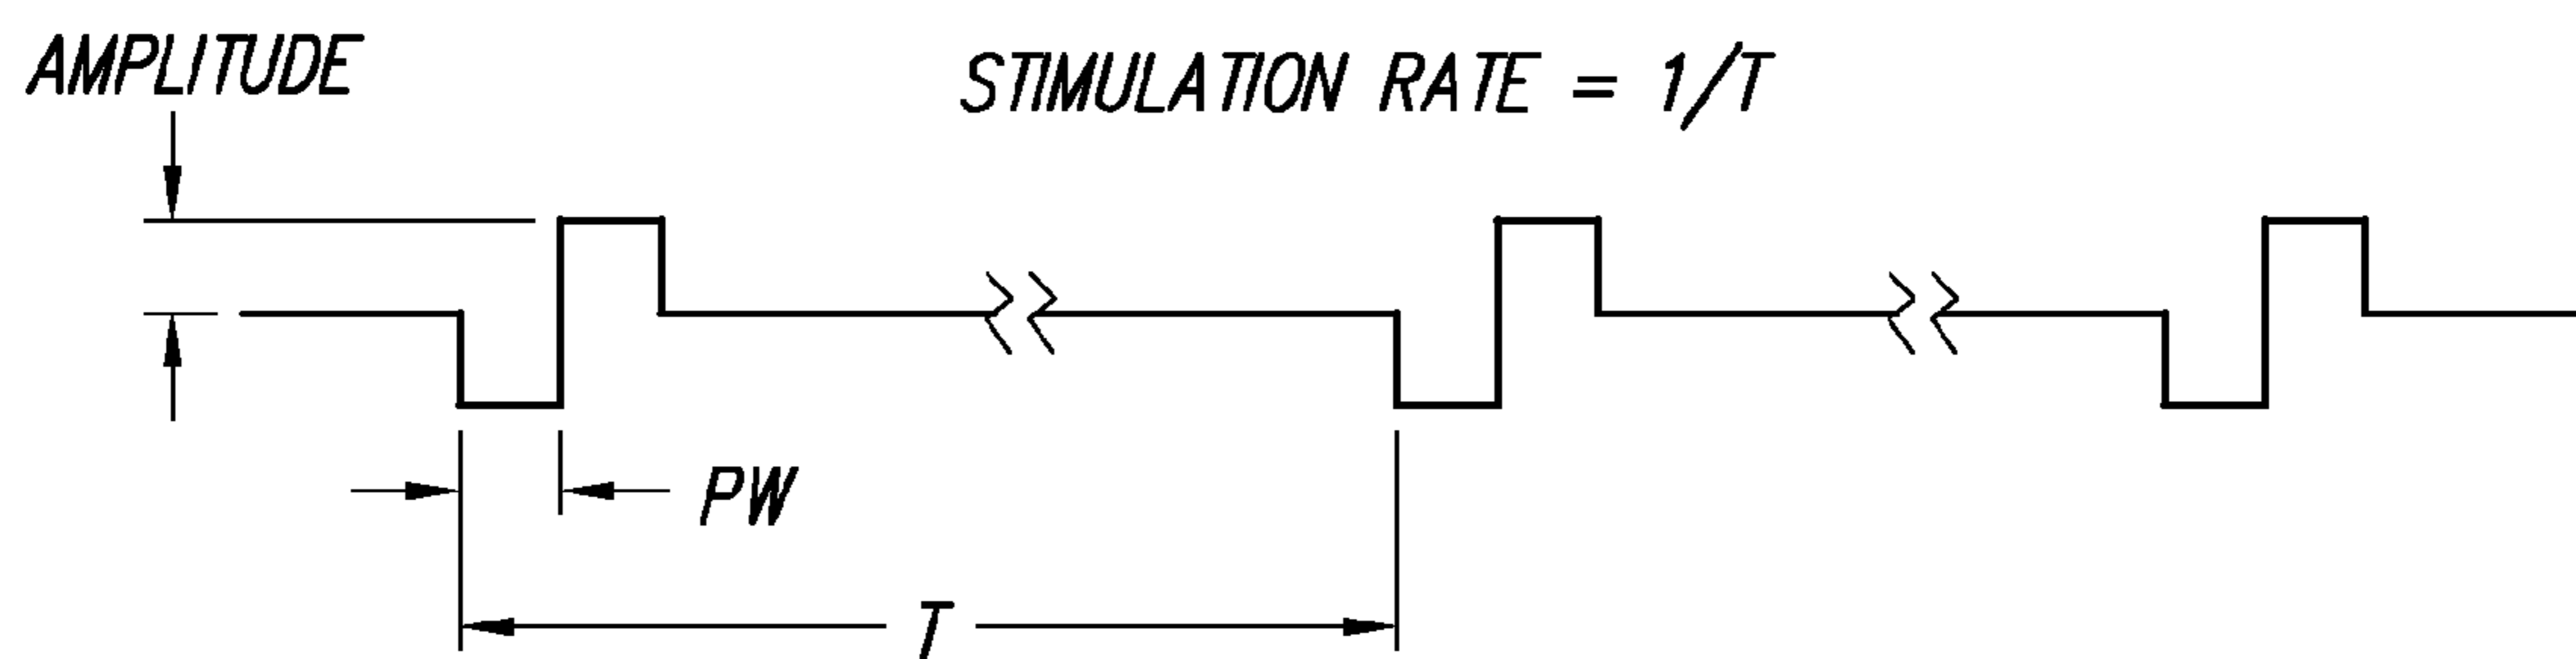 AMPLITUDE
STIMULATION RATE = 1/T
PW
T